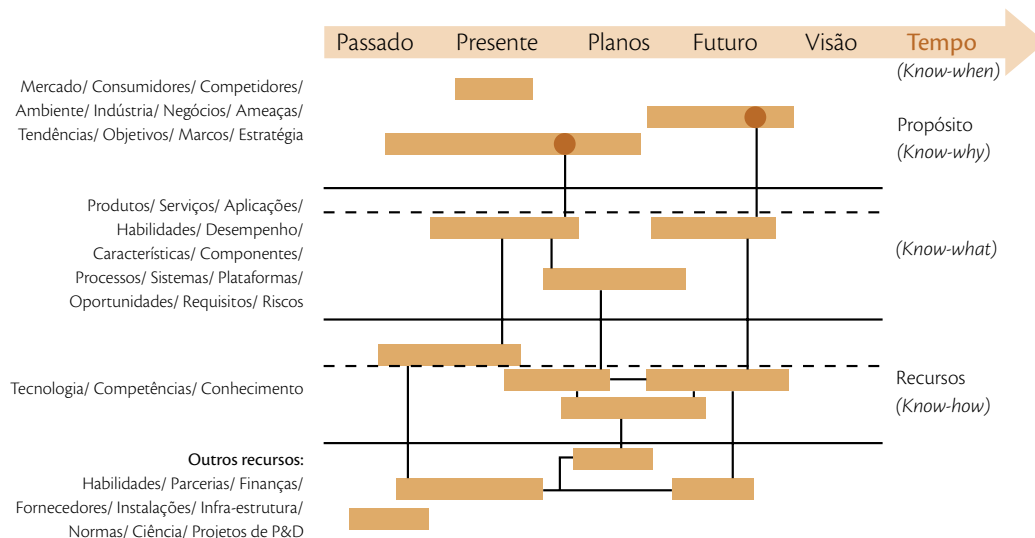 Passado Presente Planos Futuro Visão Tempo
(Know-when)
Mercado/ Consumidores/ Competidores/
Ambiente/ Indústria/ Negócios/ Ameaças/
Tendências/ Objetivos/ Marcos/ Estratégia
Propósito
(Know-why)
Produtos/ Serviços/ Aplicações/
Habilidades/ Desempenho/
Características/ Componentes/
Processos/ Sistemas/ Plataformas/
Oportunidades/ Requisitos/ Riscos
(Know-what)
Tecnologia/ Competências/ Conhecimento
Recursos
(Know-how)
Outros recursos:
Habilidades/ Parcerias/ Finanças/
Fornecedores/ Instalações/ Infra-estrutura/
Normas/ Ciência/ Projetos de P&D